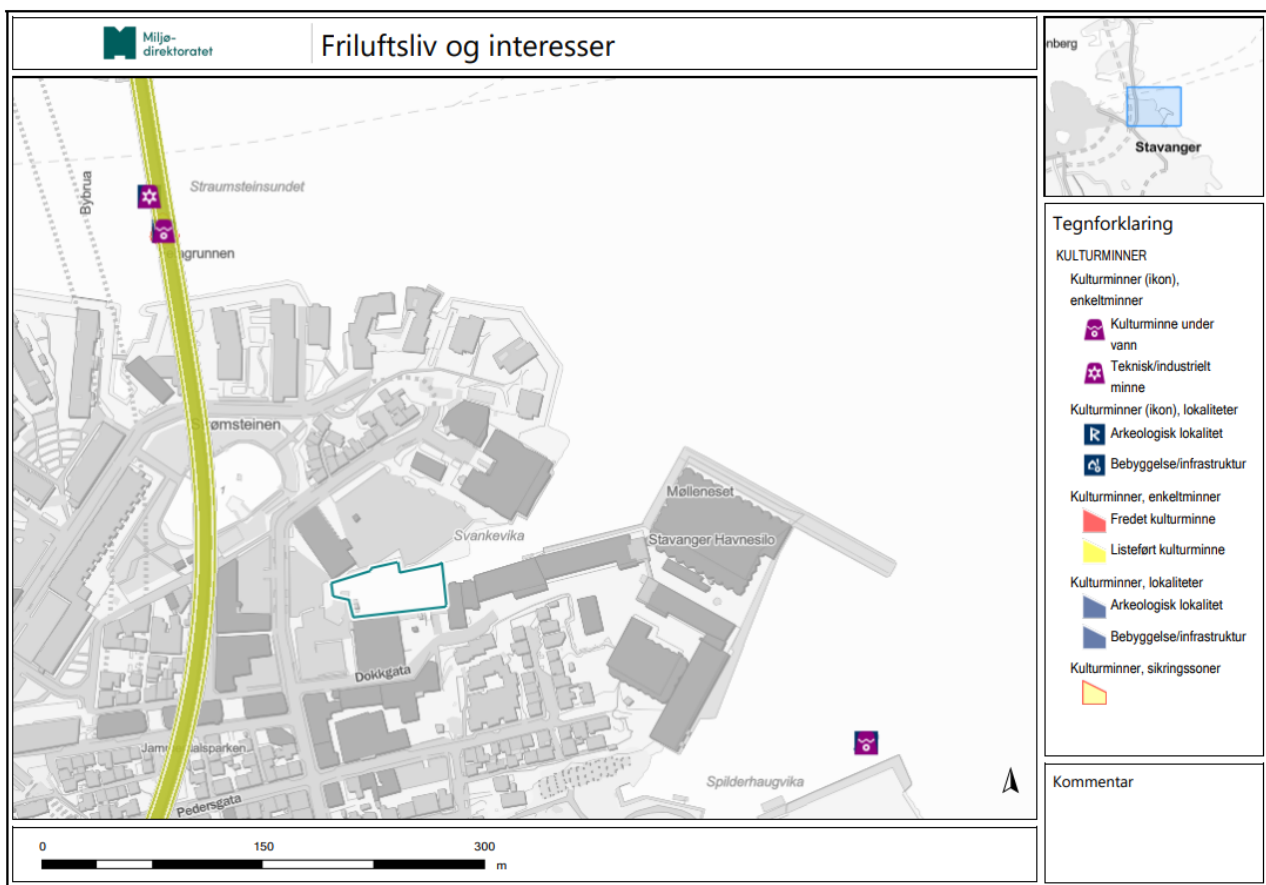 Miljø-
direktoratet
Friluftsliv og interesser
Bybrua
Straumsteinsundet
grunnen
Mølleneset
Svankevika
Stavanger Havnesilo
Dokkgata
Pedersgata
Spilderhaugvika
nberg
Stavanger
Tegnforklaring
KULTURMINNER
Kulturminner (ikon),
enkeltminner
Kulturminne under
vann
Teknisk/industrielt
minne
Kulturminner (ikon), lokaliteter
R Arkeologisk lokalitet
Bebyggelse/infrastruktur
Kulturminner, enkeltminner
Fredet kulturminne
Listeført kulturminne
Kulturminner, lokaliteter
Arkeologisk lokalitet
Bebyggelse/infrastruktur
Kulturminner, sikringssoner
Kommentar
0 150 300
m